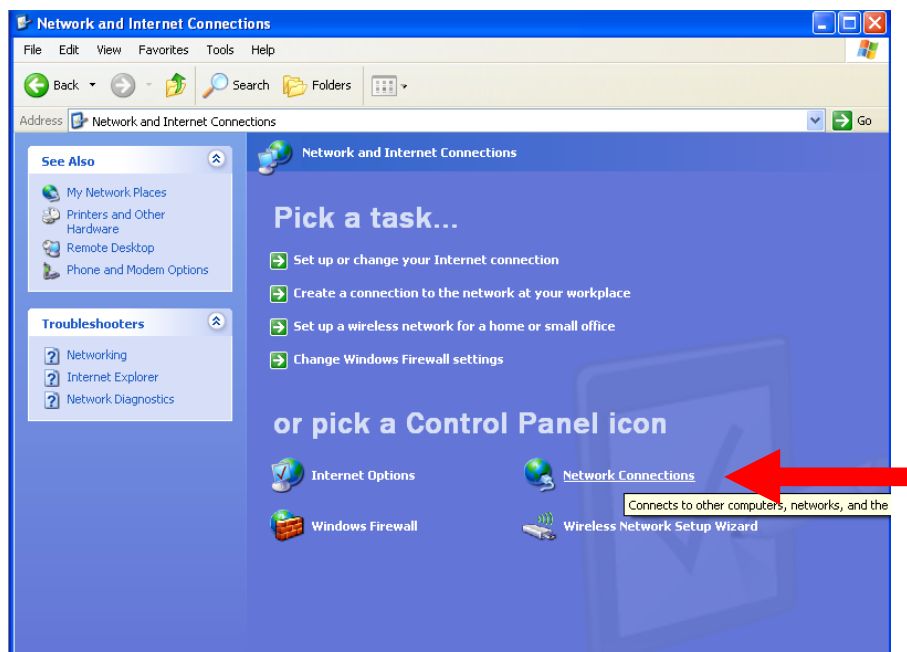 Network and Internet Connections
File Edit View Favorites Tools Help
Back Search Folders
Address Network and Internet Connections Go
See Also
My Network Places
Printers and Other
Hardware
Remote Desktop
Phone and Modem Options
Troubleshooters
Networking
Internet Explorer
Network Diagnostics
Network and Internet Connections
Pick a task...
Set up or change your Internet connection
Create a connection to the network at your workplace
Set up a wireless network for a home or small office
Change Windows Firewall settings
or pick a Control Panel icon
Internet Options Network Connections
Connects to other computers, networks, and the
Windows Firewall Wireless Network Setup Wizard